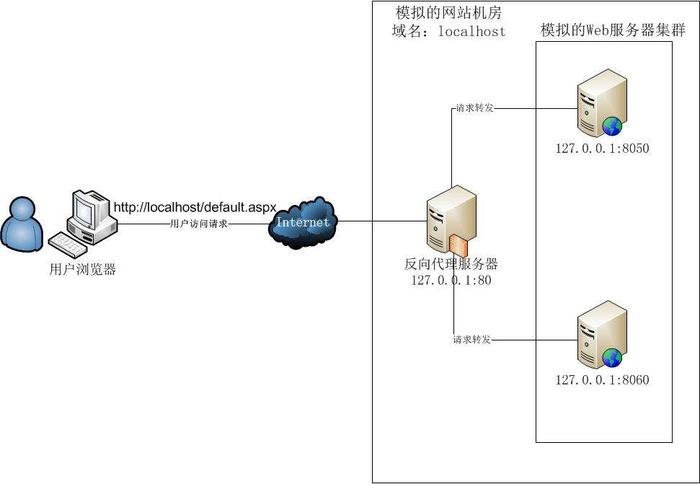 模拟的网站机房
域名：localhost
模拟的Web服务器集群
请求转发
127.0.0.1:8050
http://localhost/default.aspx
用户访问请求
Internet
用户浏览器
反向代理服务器
127.0.0.1:80
请求转发
127.0.0.1:8060